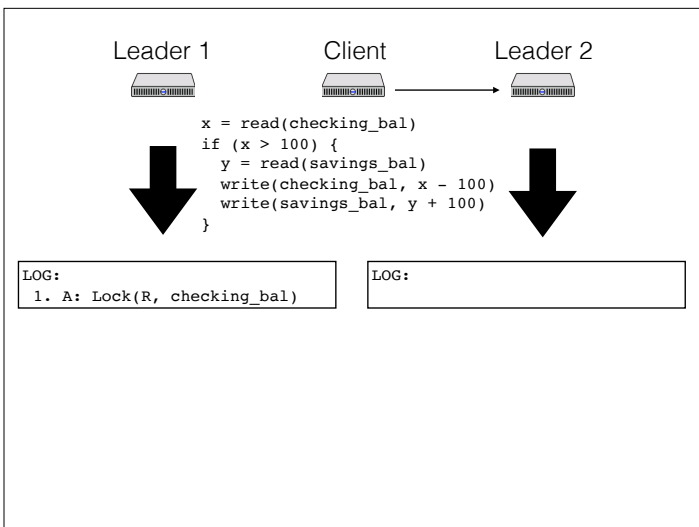 Leader 1 Client Leader 2
x = read(checking_bal)
if (x > 100) {
  y = read(savings_bal)
  write(checking_bal, x - 100)
  write(savings_bal, y + 100)
}
LOG:
1. A: Lock(R, checking_bal)
LOG: